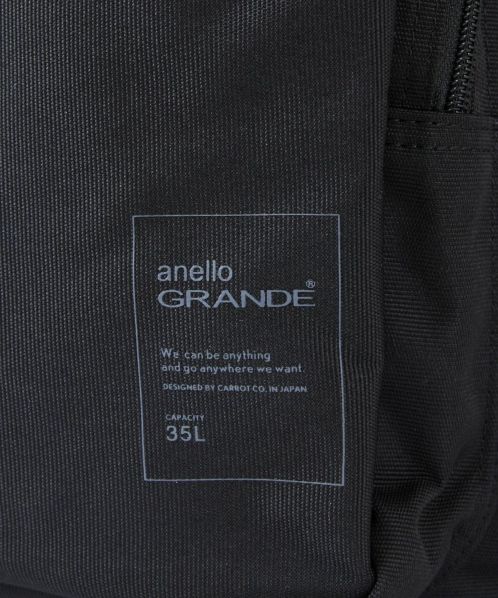 anello
GRANDE®
We can be anything
and go anywhere we want.
DESIGNED BY CARROT CO. IN JAPAN.
CAPACITY
35L